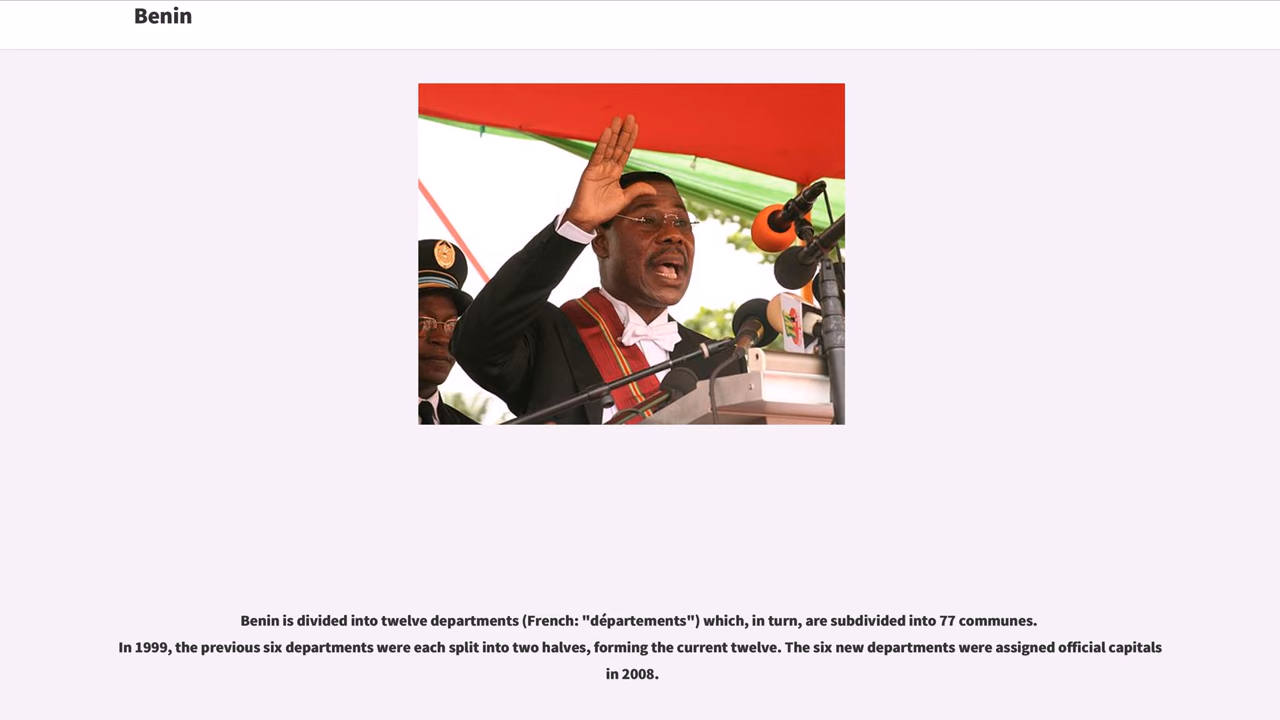 Benin
Benin is divided into twelve departments (French: "départements") which, in turn, are subdivided into 77 communes.
In 1999, the previous six departments were each split into two halves, forming the current twelve. The six new departments were assigned official capitals
in 2008.